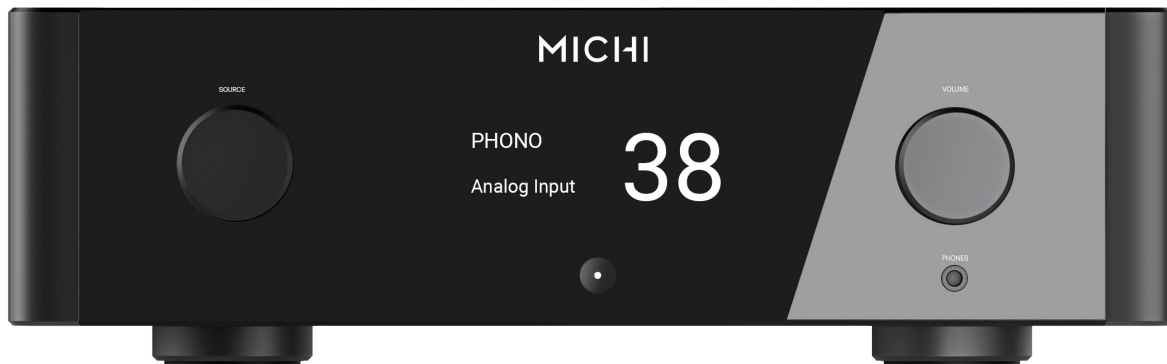 MICHI
SOURCE
VOLUME
PHONO
Analog Input
38
PHONES